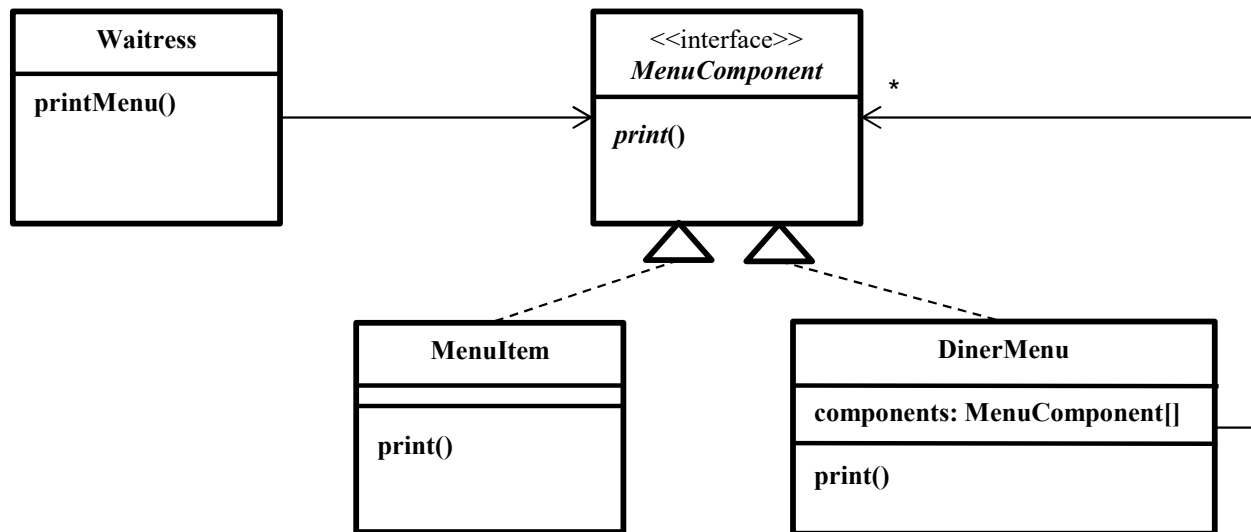 Waitress
printMenu()
<<interface>>
MenuComponent
print()
*
MenuItem
print()
DinerMenu
components: MenuComponent[]
print()